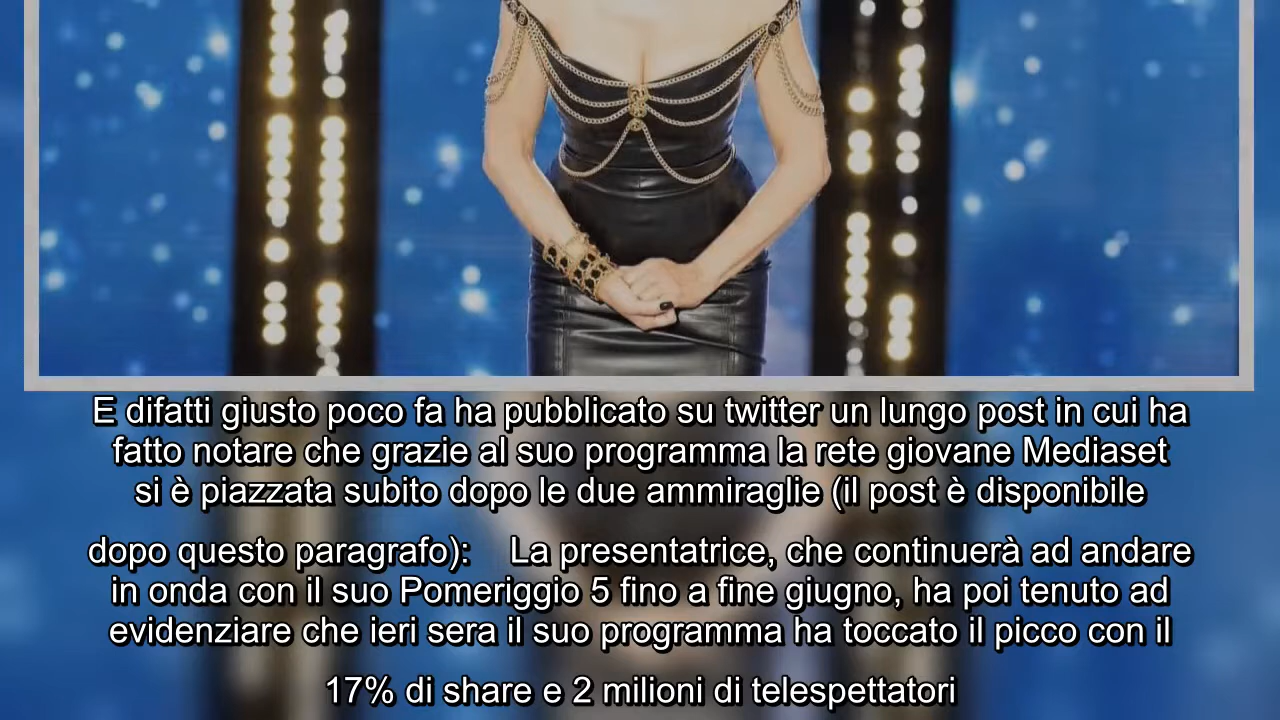 E difatti giusto poco fa ha pubblicato su twitter un lungo post in cui ha
fatto notare che grazie al suo programma la rete giovane Mediaset
si è piazzata subito dopo le due ammiraglie (il post è disponibile
dopo questo paragrafo): La presentatrice, che continuerà ad andare
in onda con il suo Pomeriggio 5 fino a fine giugno, ha poi tenuto ad
evidenziare che ieri sera il suo programma ha toccato il picco con il
17% di share e 2 milioni di telespettatori